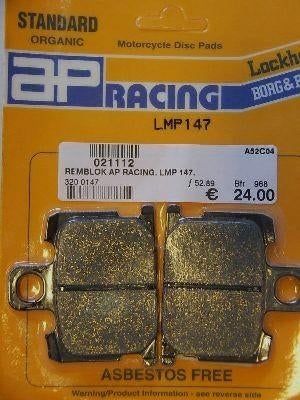 STANDARD
ORGANIC
Motorcycle Disc Pads
ap RACING
Lockhe
BORG &
LMP147
021112
A52C04
REMBLOK AP RACING. LMP 147.
320 0147
ƒ 52.89
Bfr 968
€ 24.00
ASBESTOS FREE
Warning/Product Information - see reverse side